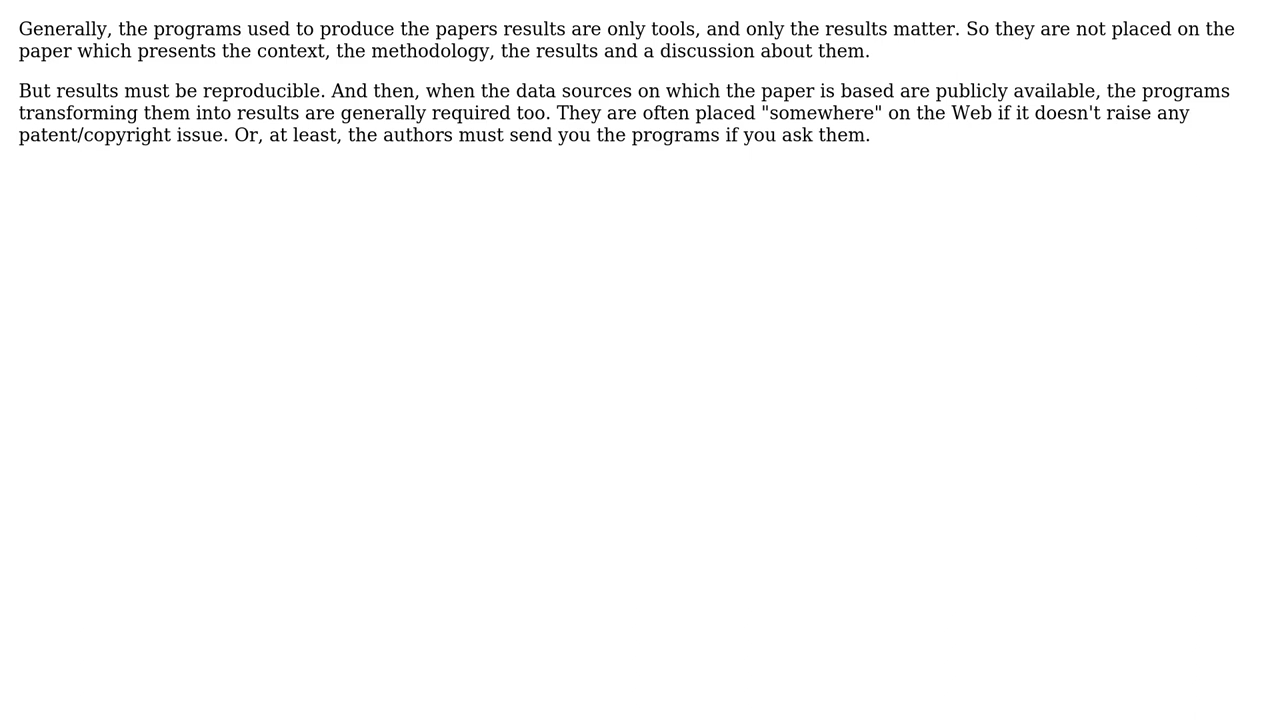 Generally, the programs used to produce the papers results are only tools, and only the results matter. So they are not placed on the
paper which presents the context, the methodology, the results and a discussion about them.
But results must be reproducible. And then, when the data sources on which the paper is based are publicly available, the programs
transforming them into results are generally required too. They are often placed "somewhere" on the Web if it doesn't raise any
patent/copyright issue. Or, at least, the authors must send you the programs if you ask them.